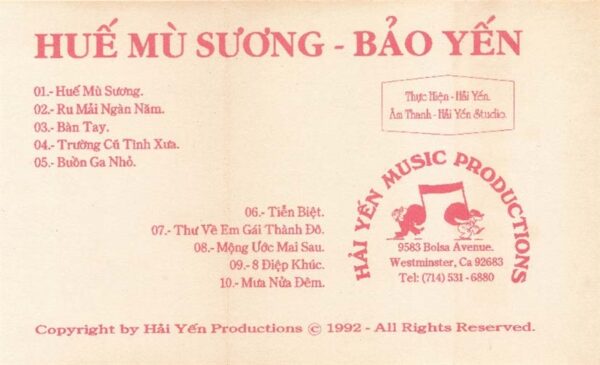 HUẾ MÙ SƯƠNG - BẢO YẾN
01.- Huế Mù Sương.
02.- Ru Mãi Ngàn Năm.
03.- Bàn Tay.
04.- Trường Cũ Tình Xưa.
05.- Buồn Ga Nhỏ.
Thực Hiện - Hải Yến.
Âm Thanh - Hải Yến Studio.
06.- Tiễn Biệt.
07.- Thư Về Em Gái Thành Đô.
08.- Mộng Ước Mai Sau.
09.- 8 Điệp Khúc.
10.- Mưa Nửa Đêm.
HẢI YẾN MUSIC PRODUCTIONS
9583 Bolsa Avenue.
Westminster, Ca 92683
Tel: (714) 531 - 6880
Copyright by Hải Yến Productions © 1992 - All Rights Reserved.